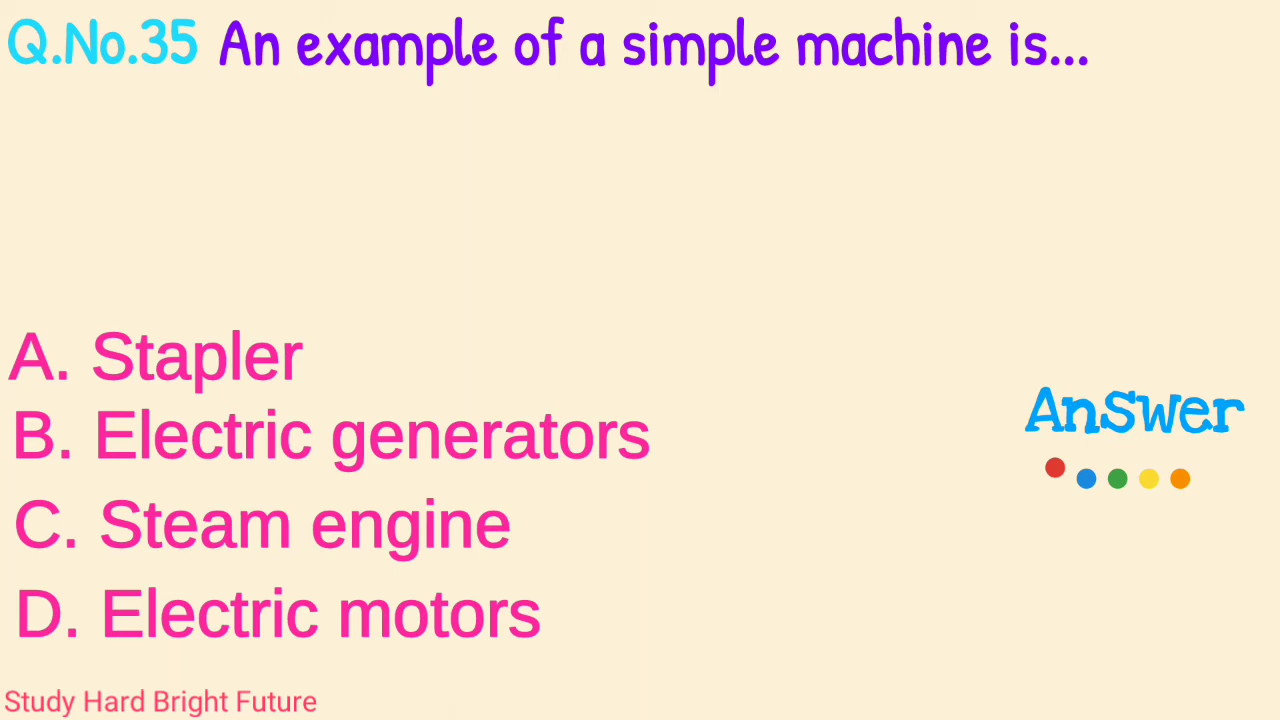 Q.No.35 An example of a simple machine is...
A. Stapler
B. Electric generators
Answer
C. Steam engine
D. Electric motors
Study Hard Bright Future